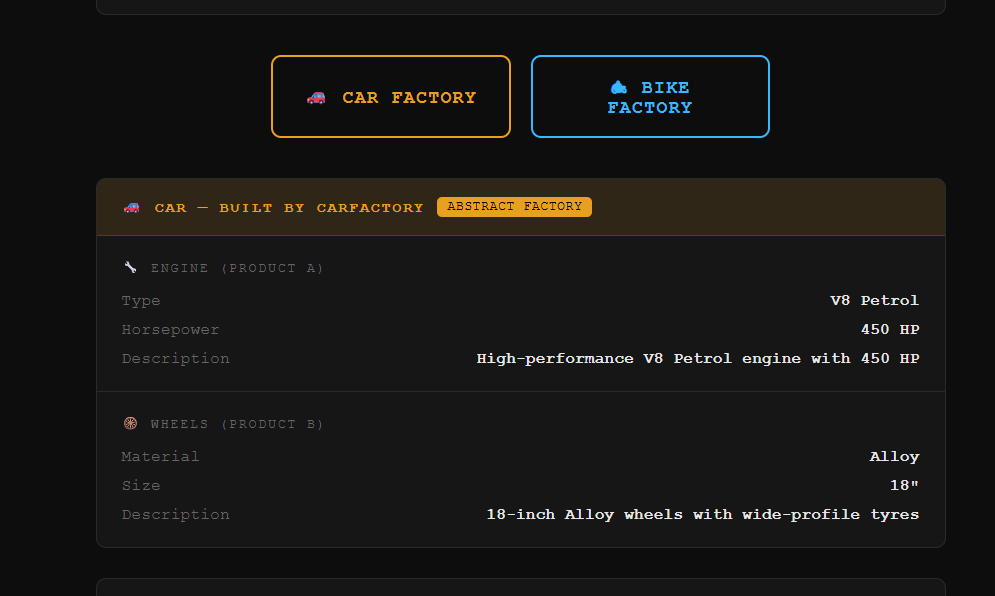 CAR FACTORY
BIKE
FACTORY
CAR — BUILT BY CARFACTORY ABSTRACT FACTORY
ENGINE (PRODUCT A)
Type V8 Petrol
Horsepower 450 HP
Description High-performance V8 Petrol engine with 450 HP
WHEELS (PRODUCT B)
Material Alloy
Size 18"
Description 18-inch Alloy wheels with wide-profile tyres